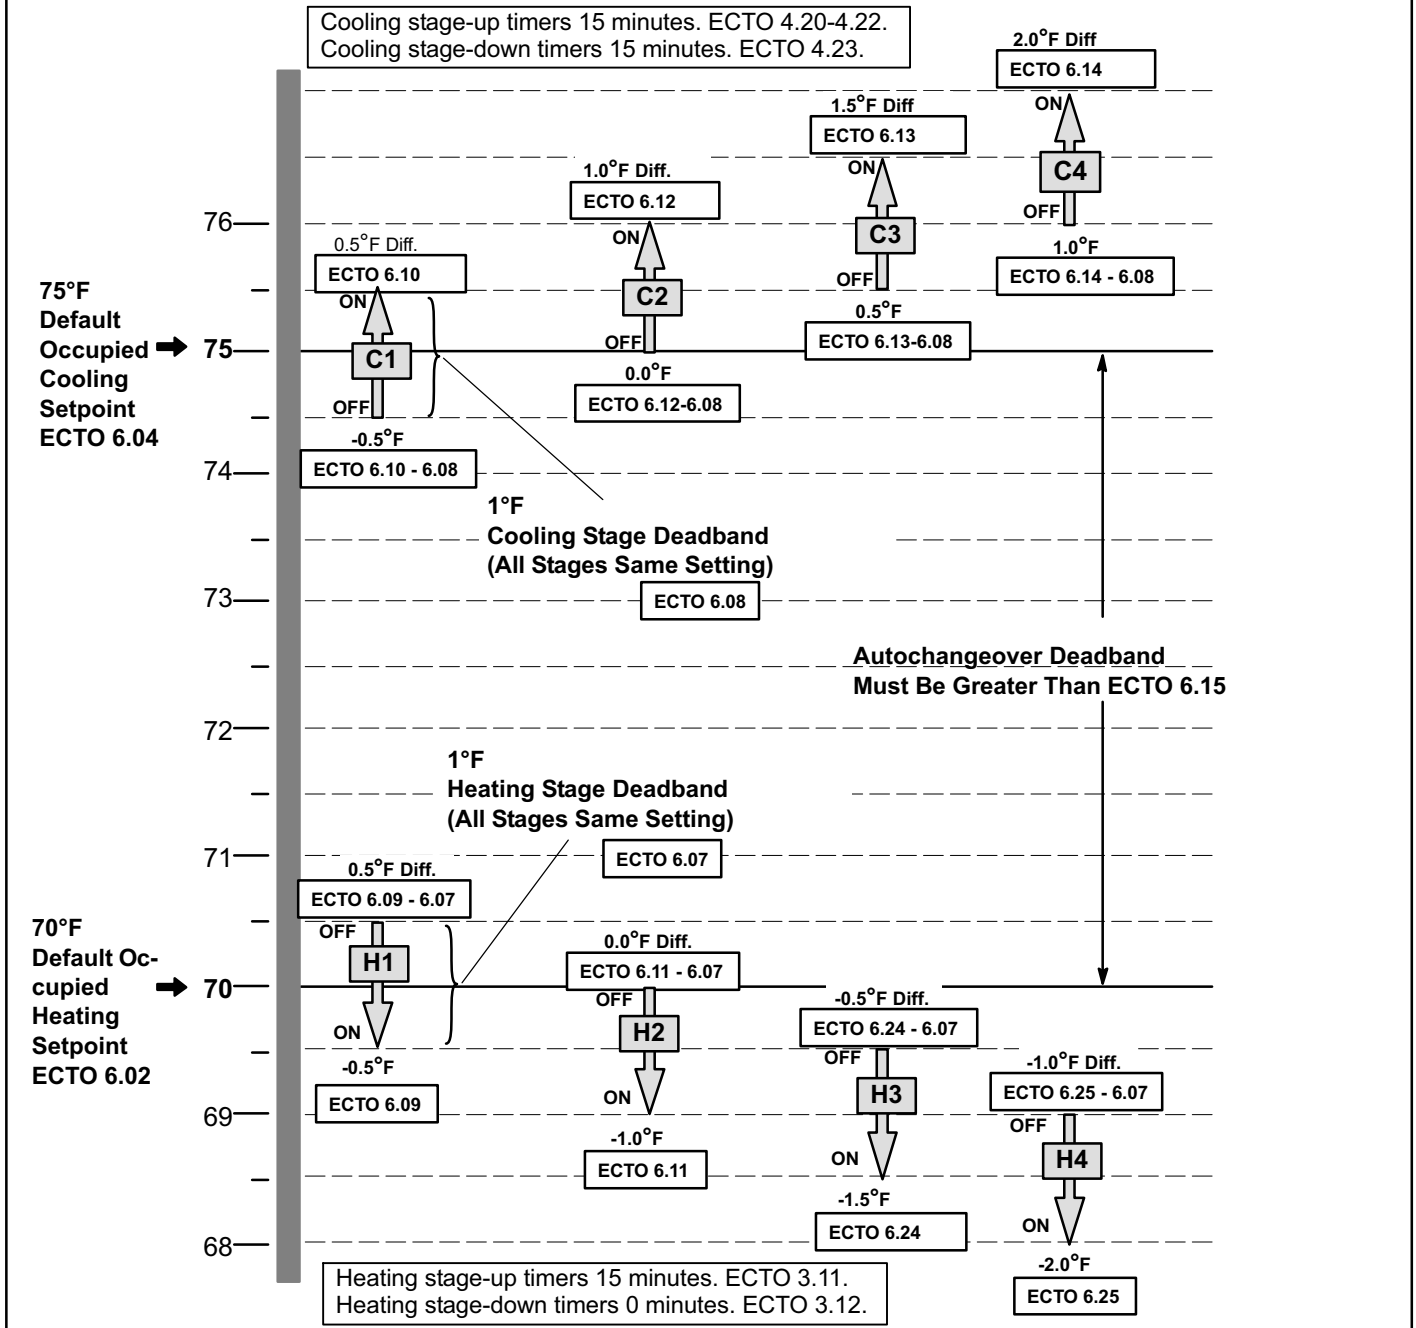 Cooling stage-up timers 15 minutes. ECTO 4.20-4.22.
Cooling stage-down timers 15 minutes. ECTO 4.23.
2.0°F Diff
ECTO 6.14
ON
C4
OFF
1.0°F
ECTO 6.14 - 6.08
1.5°F Diff
ECTO 6.13
ON
C3
OFF
0.5°F
ECTO 6.13-6.08
1.0°F Diff.
ECTO 6.12
ON
C2
OFF
0.0°F
ECTO 6.12-6.08
0.5°F Diff.
ECTO 6.10
ON
C1
OFF
-0.5°F
ECTO 6.10 - 6.08
76
75
74
73
72
71
70
69
68
75°F
Default
Occupied
Cooling
Setpoint
ECTO 6.04
1°F
Cooling Stage Deadband
(All Stages Same Setting)
ECTO 6.08
Autochangeover Deadband
Must Be Greater Than ECTO 6.15
1°F
Heating Stage Deadband
(All Stages Same Setting)
ECTO 6.07
70°F
Default Oc-
cupied
Heating
Setpoint
ECTO 6.02
0.5°F Diff.
ECTO 6.09 - 6.07
OFF
H1
ON
-0.5°F
ECTO 6.09
0.0°F Diff.
ECTO 6.11 - 6.07
OFF
H2
ON
-1.0°F
ECTO 6.11
-0.5°F Diff.
ECTO 6.24 - 6.07
OFF
H3
ON
-1.5°F
ECTO 6.24
-1.0°F Diff.
ECTO 6.25 - 6.07
OFF
H4
ON
-2.0°F
ECTO 6.25
Heating stage-up timers 15 minutes. ECTO 3.11.
Heating stage-down timers 0 minutes. ECTO 3.12.